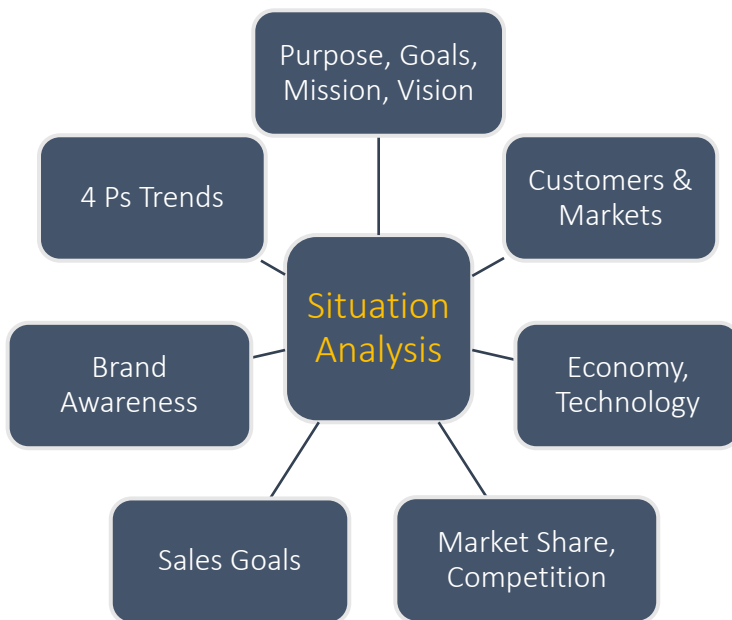 Purpose, Goals,
Mission, Vision
4 Ps Trends
Customers &
Markets
Situation
Analysis
Brand
Awareness
Economy,
Technology
Sales Goals
Market Share,
Competition